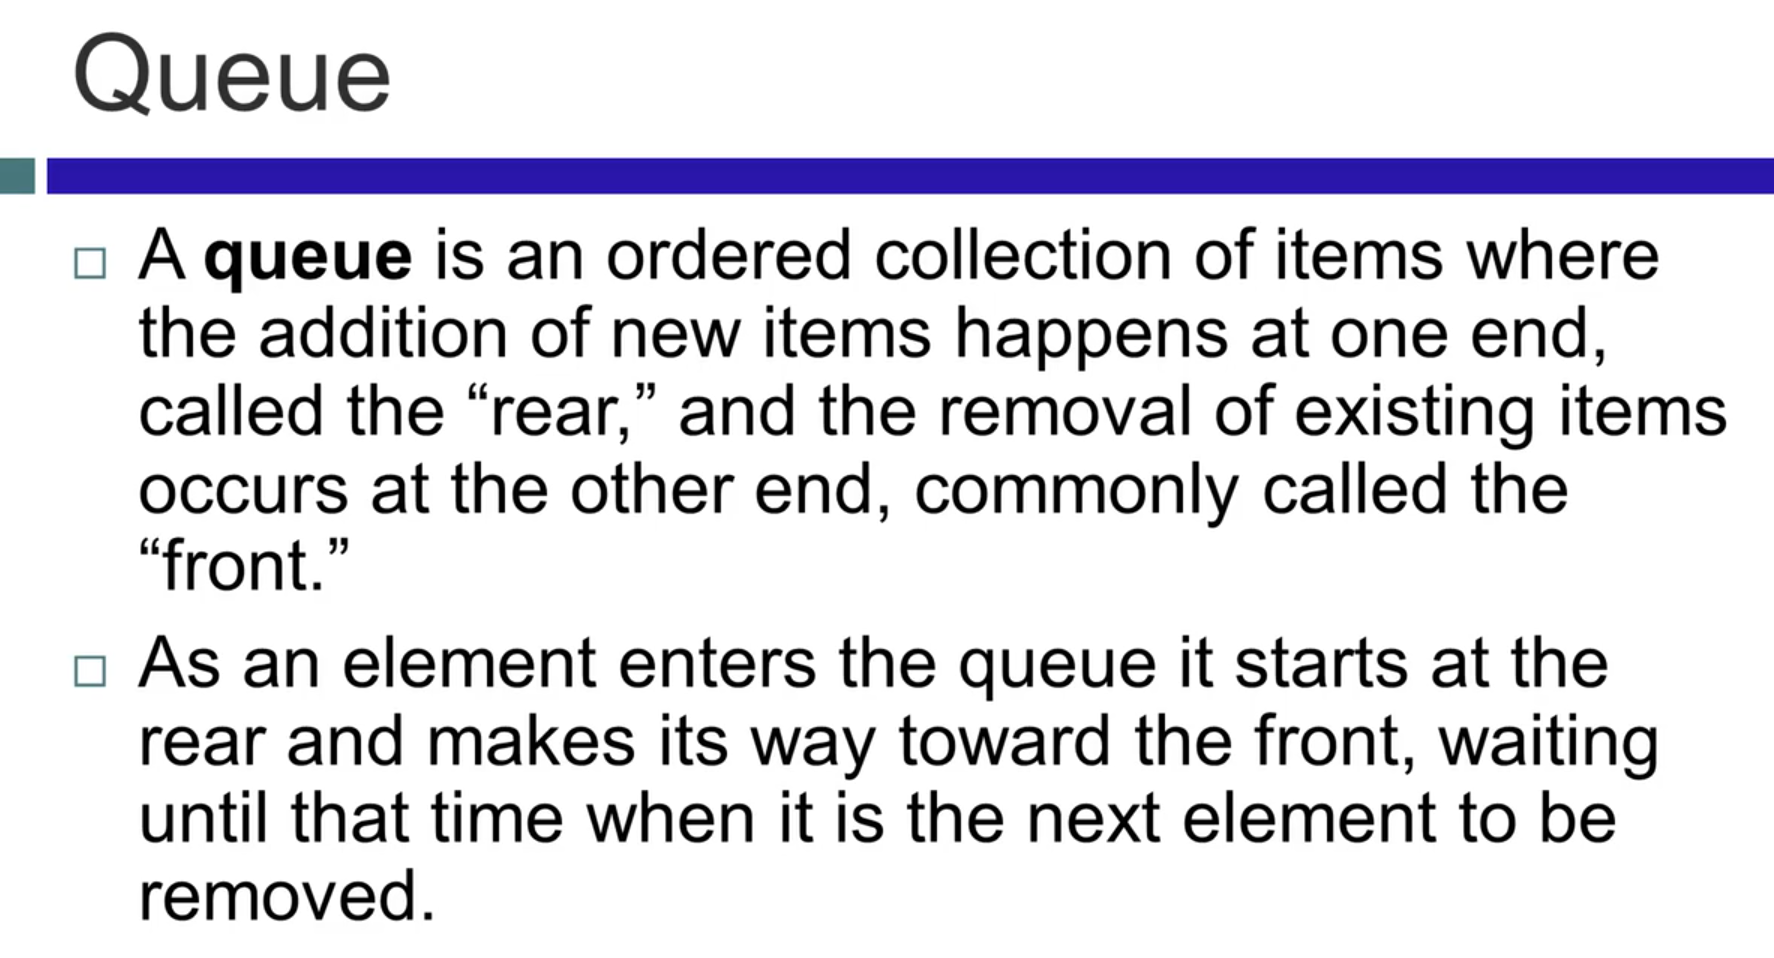 Queue
A queue is an ordered collection of items where
the addition of new items happens at one end,
called the “rear,” and the removal of existing items
occurs at the other end, commonly called the
“front.”
As an element enters the queue it starts at the
rear and makes its way toward the front, waiting
until that time when it is the next element to be
removed.